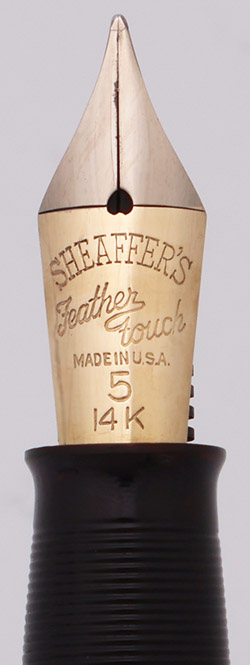 SHEAFFER'S
Feather
touch
MADE IN U.S.A.
5
14K